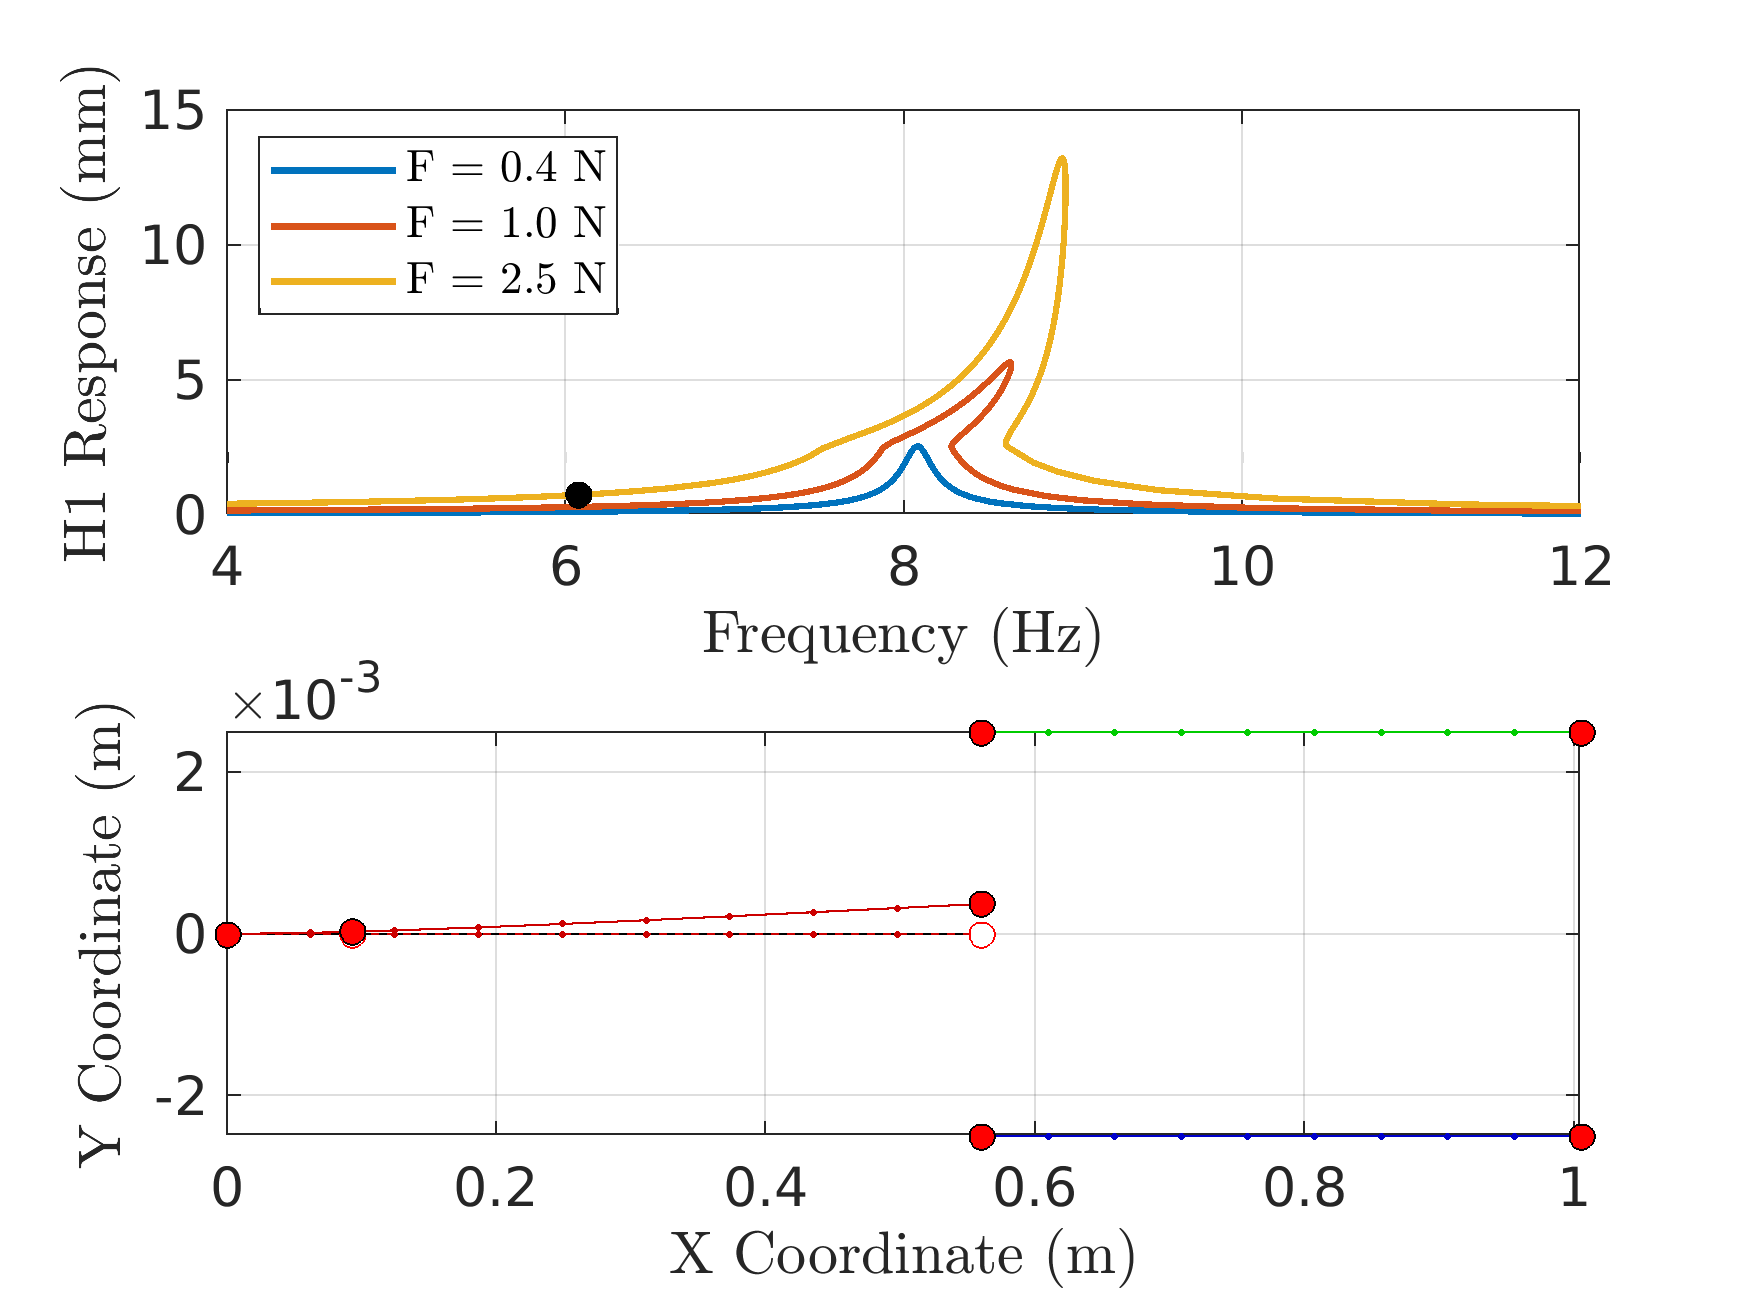 H1 Response (mm)
15
10
5
0
F = 0.4 N
F = 1.0 N
F = 2.5 N
4 6 8 10 12
Frequency (Hz)
×10-3
Y Coordinate (m)
2
0
-2
0 0.2 0.4 0.6 0.8 1
X Coordinate (m)